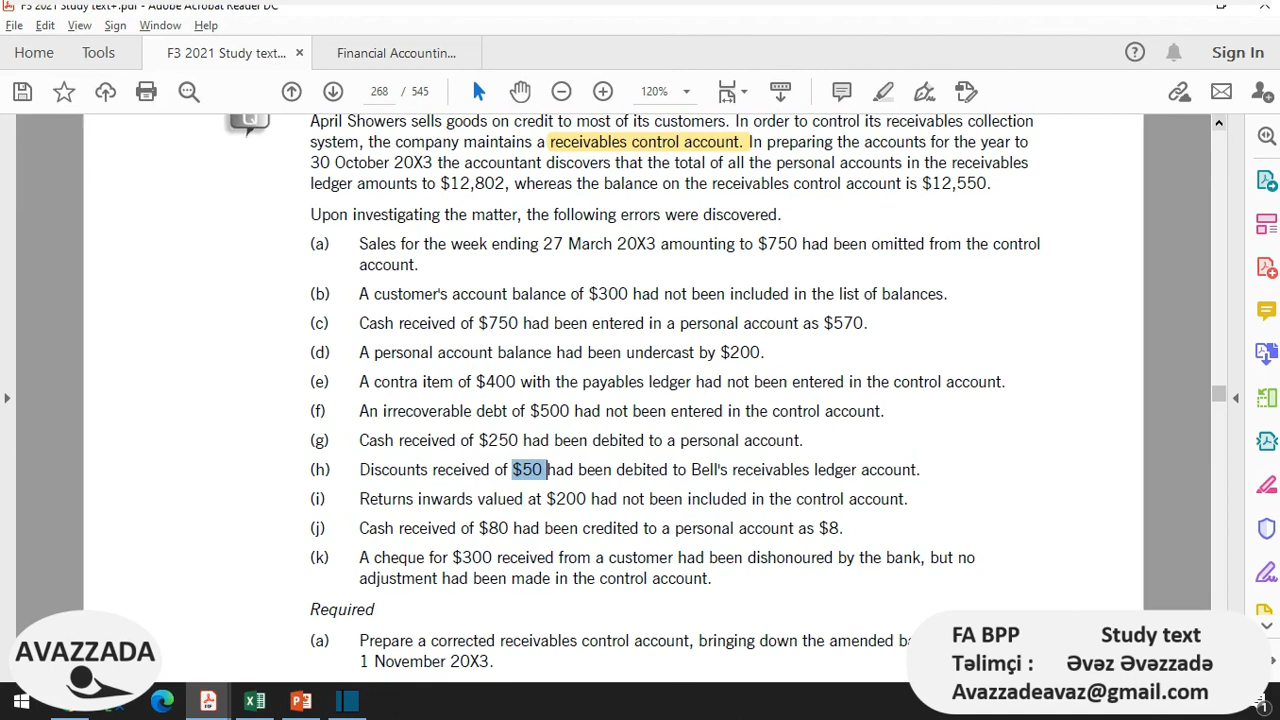 F3 2021 Study text+.pdf - Adobe Acrobat Reader DC
File Edit View Sign Window Help
Home Tools F3 2021 Study text... × Financial Accountin... Sign In
268 / 545 120%
April Showers sells goods on credit to most of its customers. In order to control its receivables collection
system, the company maintains a receivables control account. In preparing the accounts for the year to
30 October 20X3 the accountant discovers that the total of all the personal accounts in the receivables
ledger amounts to $12,802, whereas the balance on the receivables control account is $12,550.
Upon investigating the matter, the following errors were discovered.
(a) Sales for the week ending 27 March 20X3 amounting to $750 had been omitted from the control
account.
(b) A customer's account balance of $300 had not been included in the list of balances.
(c) Cash received of $750 had been entered in a personal account as $570.
(d) A personal account balance had been undercast by $200.
(e) A contra item of $400 with the payables ledger had not been entered in the control account.
(f) An irrecoverable debt of $500 had not been entered in the control account.
(g) Cash received of $250 had been debited to a personal account.
(h) Discounts received of $50 had been debited to Bell's receivables ledger account.
(i) Returns inwards valued at $200 had not been included in the control account.
(j) Cash received of $80 had been credited to a personal account as $8.
(k) A cheque for $300 received from a customer had been dishonoured by the bank, but no
adjustment had been made in the control account.
Required
(a) Prepare a corrected receivables control account, bringing down the amended
1 November 20X3.
AVAZZADA
FA BPP Study text
Təlimçi : Əvəz Əvəzzadə
Avazzadeavaz@gmail.com